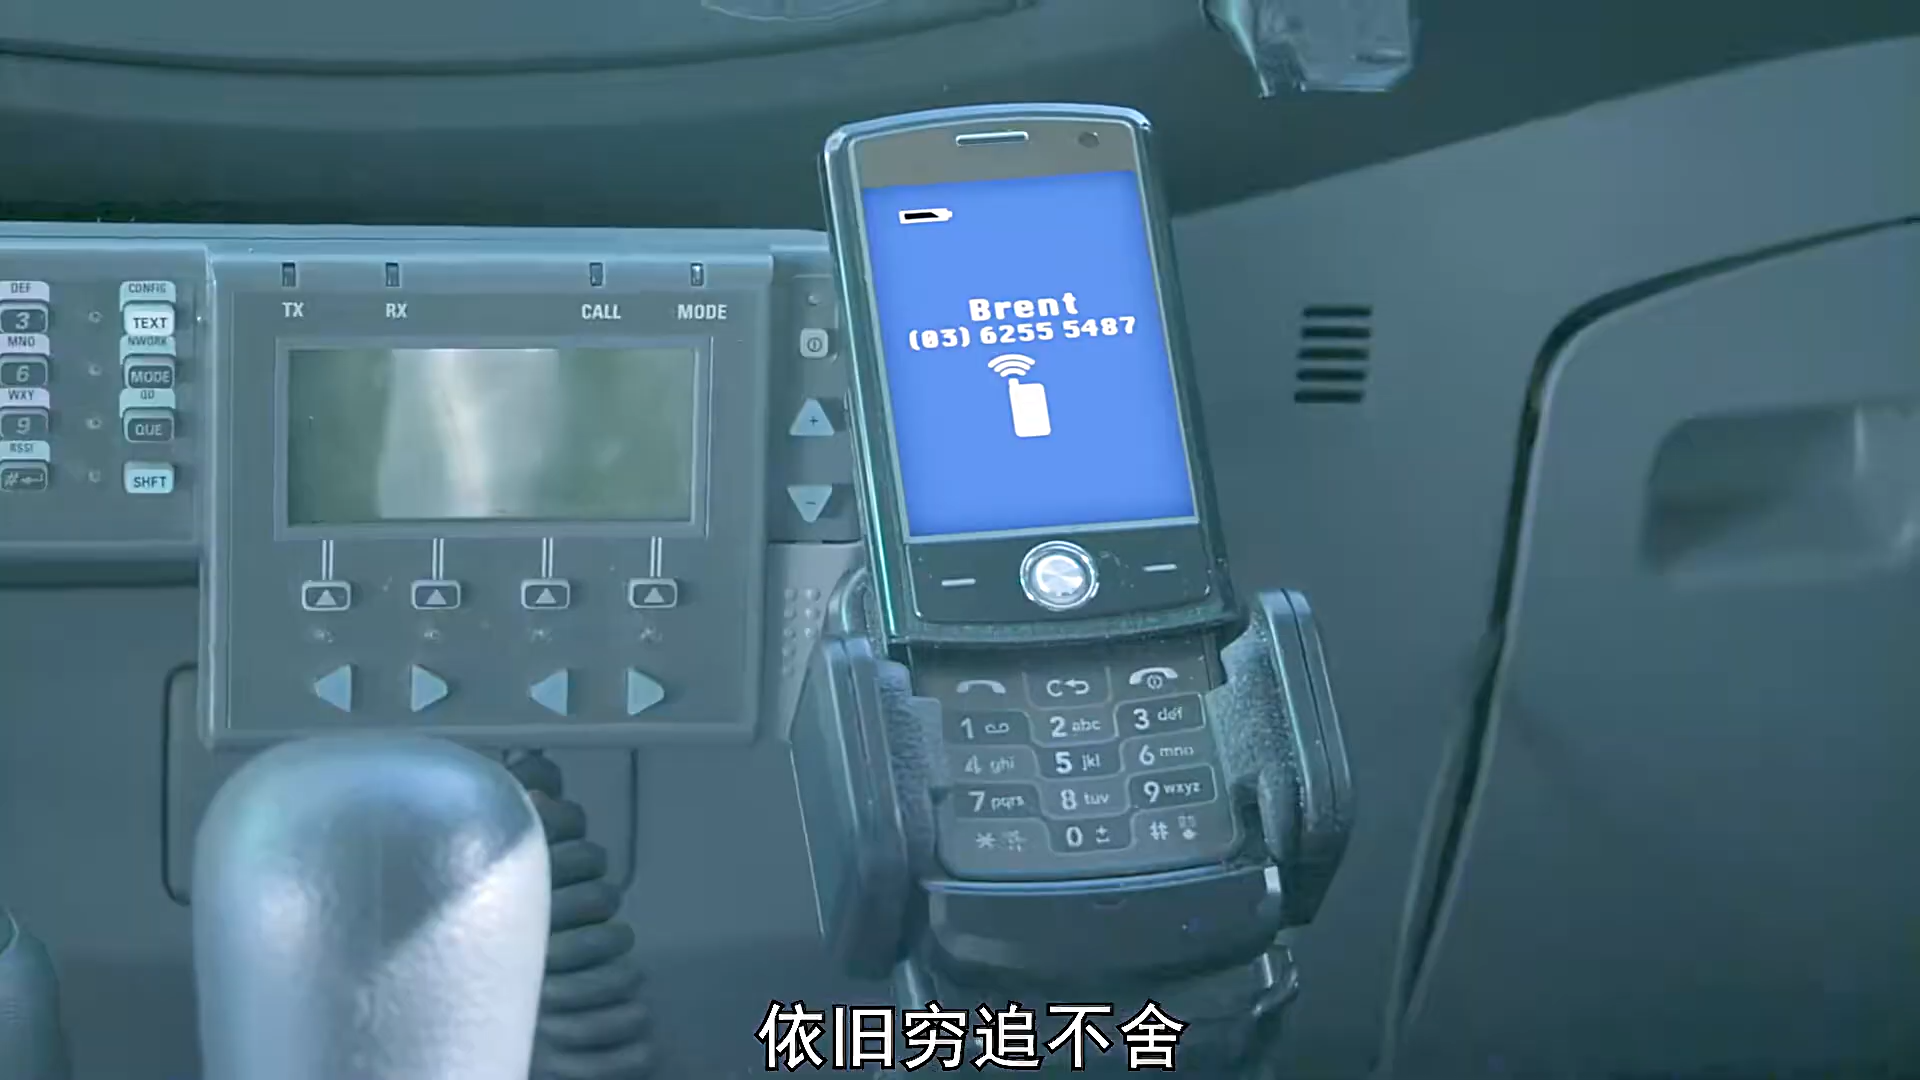 DEF
3
MNO
6
WXY
9
RSSI
#
CONFIG
TEXT
NWORK
MODE
QUE
SHFT
TX
RX
CALL
MODE
+
-
Brent
(03) 6255 5487
C
1
2 abc
3 def
4 ghi
5 jkl
6 mno
7 pqrs
8 tuv
9 wxyz
*
0 ±
#
依旧穷追不舍